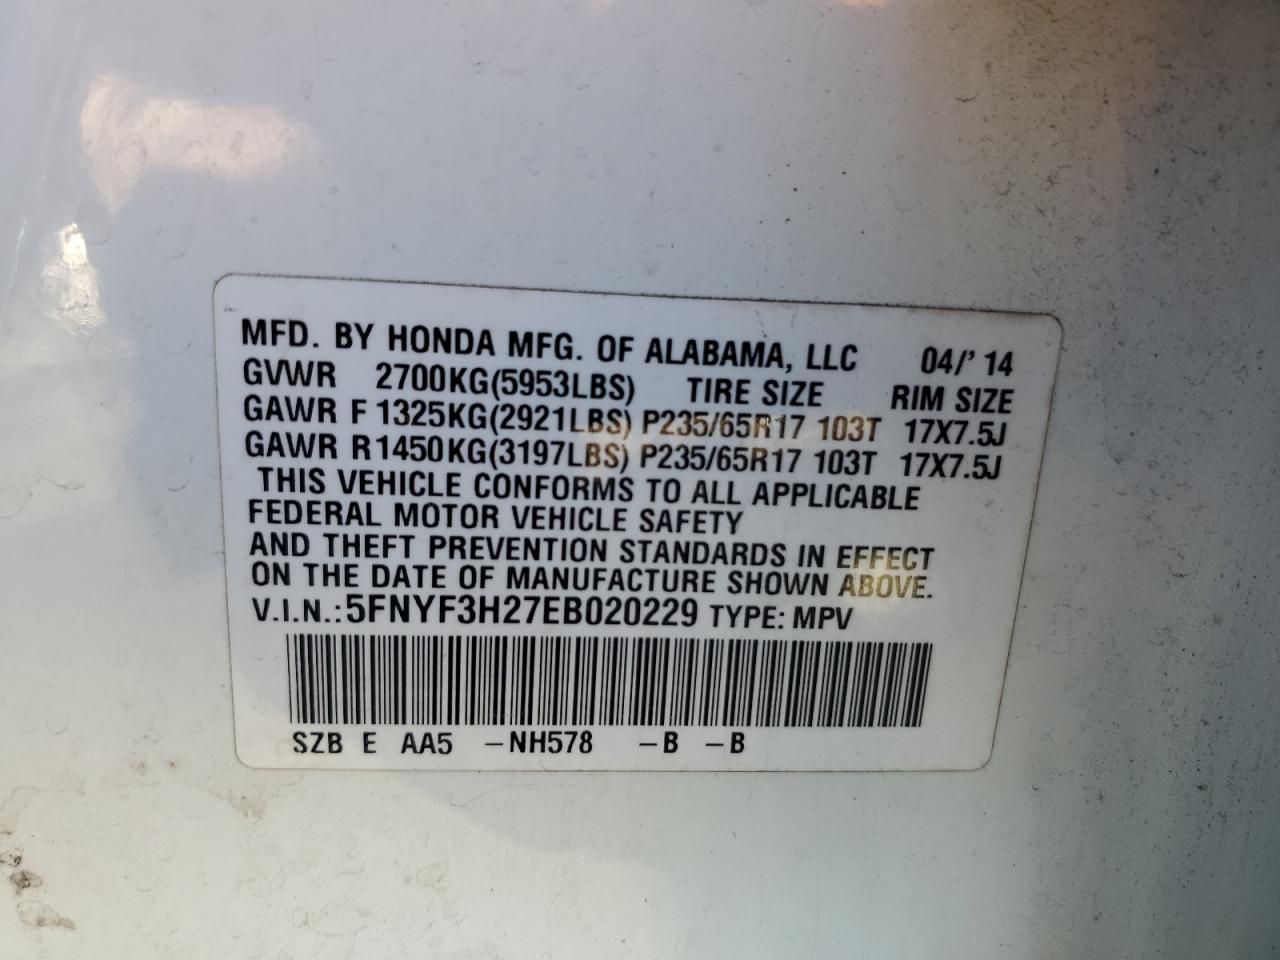 MFD. BY HONDA MFG. OF ALABAMA, LLC 04/' 14
GVWR 2700KG(5953LBS) TIRE SIZE RIM SIZE
GAWR F 1325KG(2921LBS) P235/65R17 103T 17X7.5J
GAWR R 1450KG(3197LBS) P235/65R17 103T 17X7.5J
THIS VEHICLE CONFORMS TO ALL APPLICABLE
FEDERAL MOTOR VEHICLE SAFETY
AND THEFT PREVENTION STANDARDS IN EFFECT
ON THE DATE OF MANUFACTURE SHOWN ABOVE.
V.I.N.: 5FNYF3H27EB020229 TYPE: MPV
SZB E AA5 –NH578 –B –B